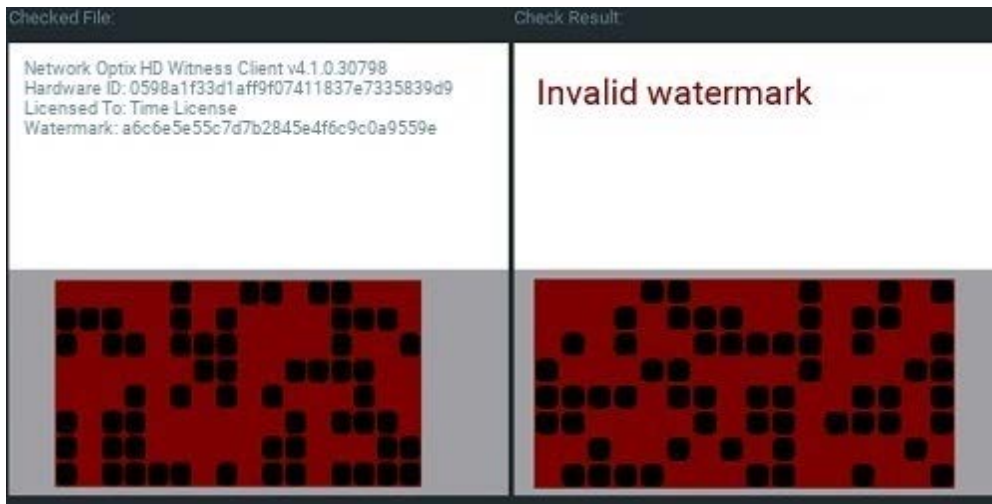 Checked File:
Check Result:
Network Optix HD Witness Client v4.1.0.30798
Hardware ID: 0598a1f33d1aff9f07411837e7335839d9
Licensed To: Time License
Watermark: a6c6e5e55c7d7b2845e4f6c9c0a9559e
Invalid watermark